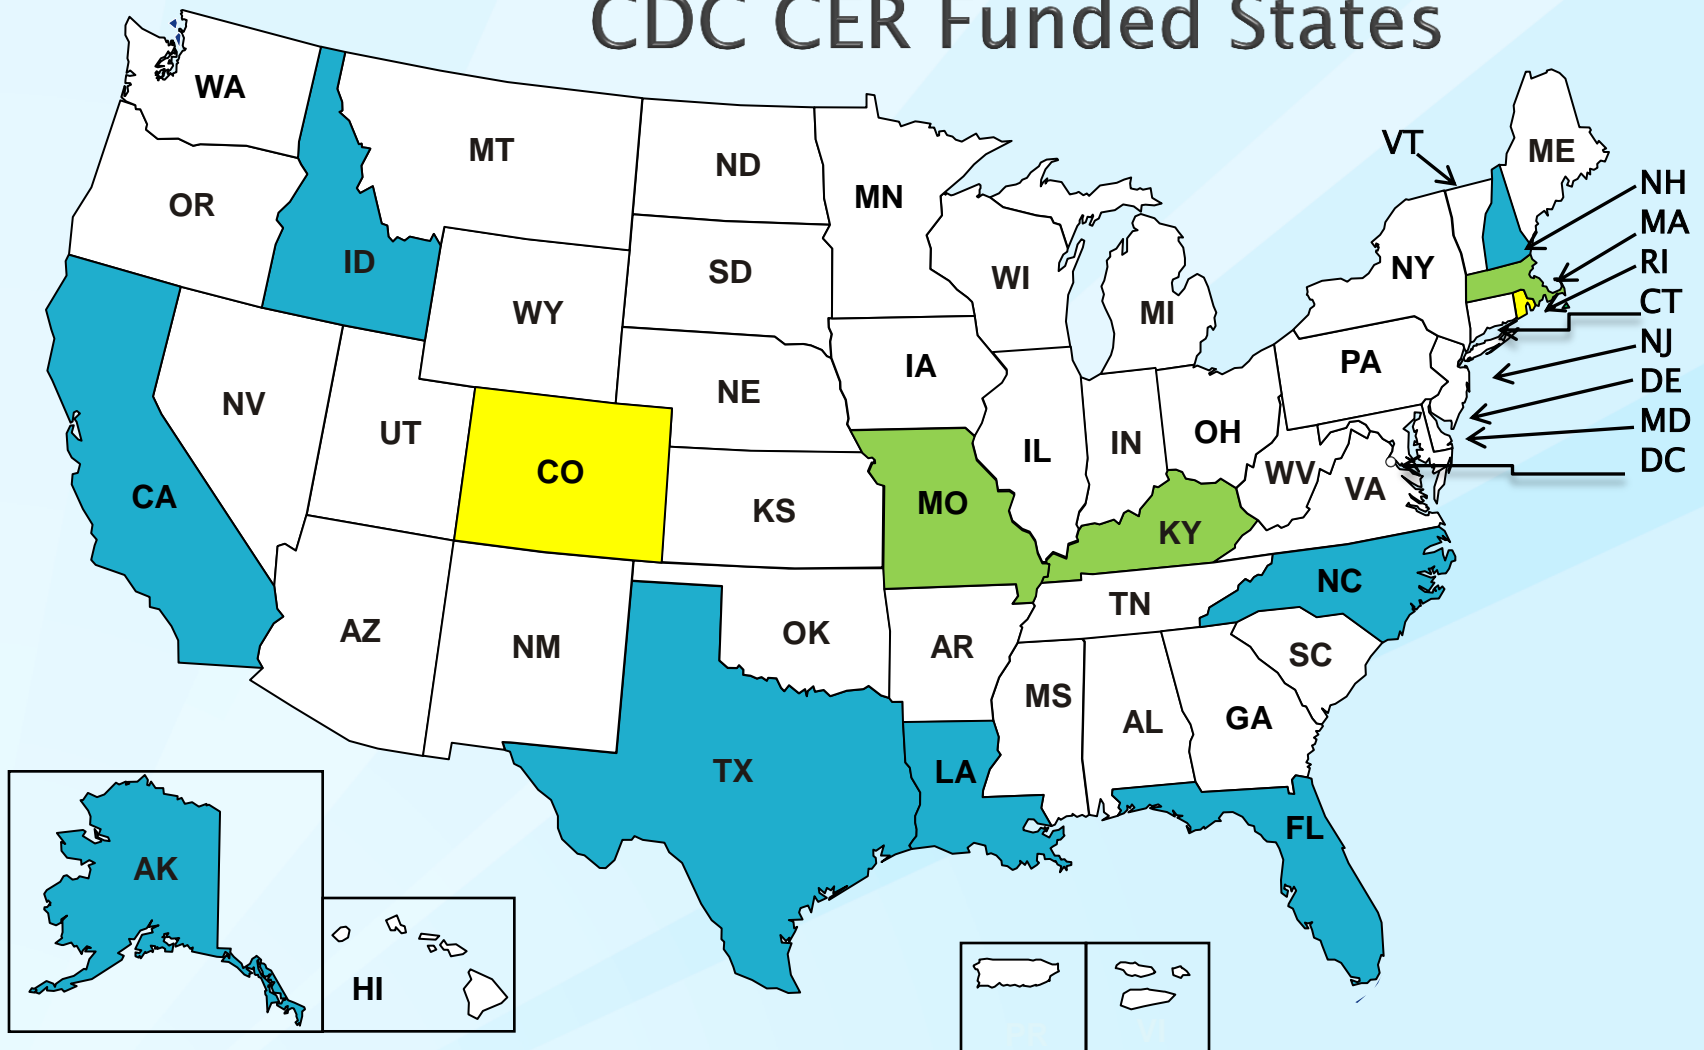 CDC CER Funded States
WA
MT
ND
MN
VT
ME
OR
ID
SD
WI
NY
NH
MA
RI
CT
NJ
DE
MD
DC
WY
MI
IA
PA
NV
UT
CO
NE
IL
IN
OH
WV
VA
CA
KS
MO
KY
AZ
NM
OK
AR
TN
NC
SC
TX
LA
MS
AL
GA
FL
AK
HI
PR
VI